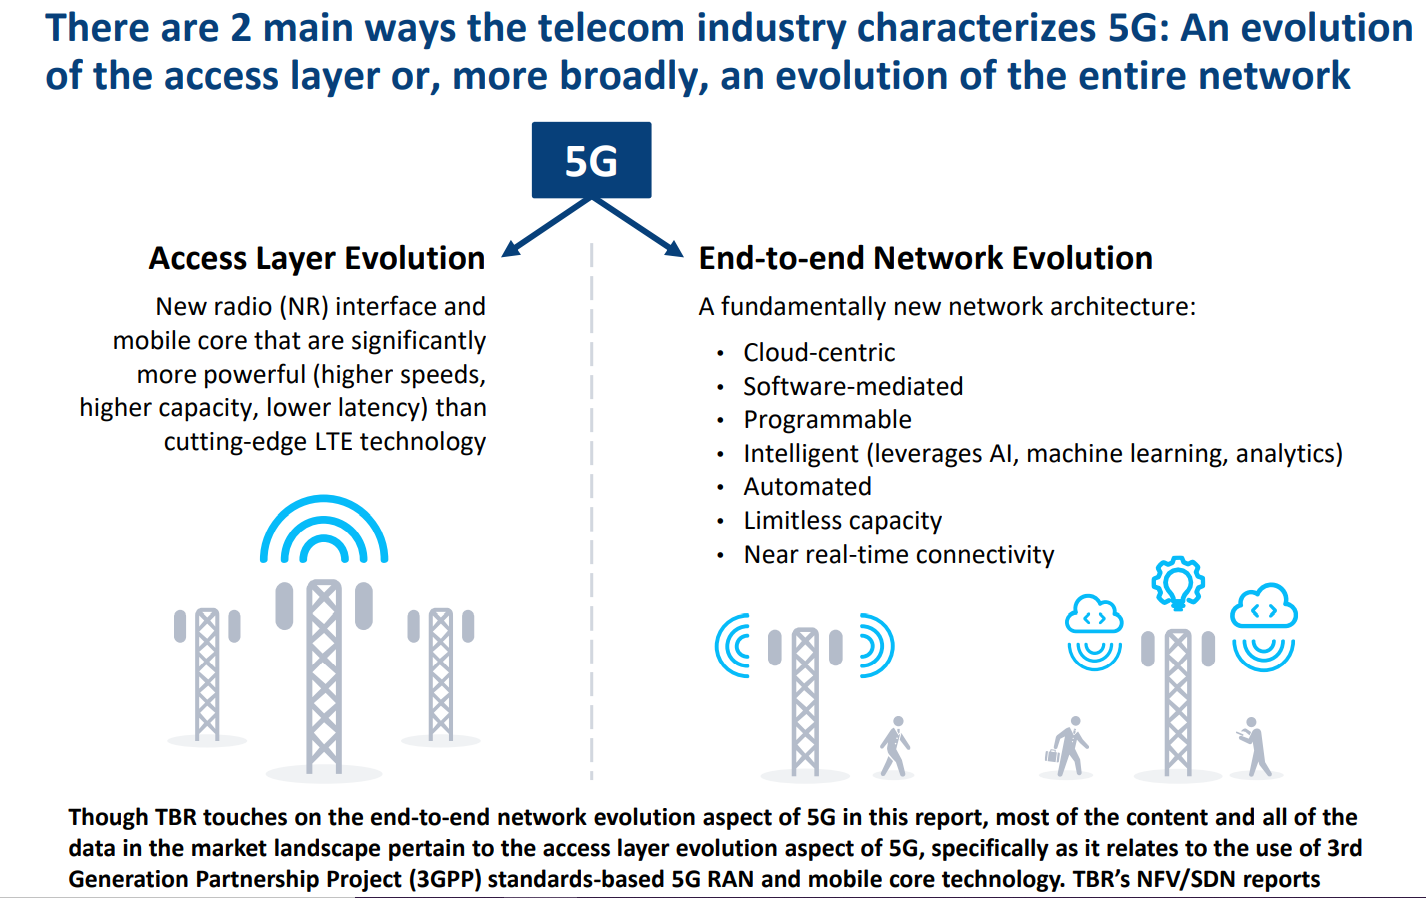 There are 2 main ways the telecom industry characterizes 5G: An evolution
of the access layer or, more broadly, an evolution of the entire network
5G
Access Layer Evolution
New radio (NR) interface and
mobile core that are significantly
more powerful (higher speeds,
higher capacity, lower latency) than
cutting-edge LTE technology
End-to-end Network Evolution
A fundamentally new network architecture:
• Cloud-centric
• Software-mediated
• Programmable
• Intelligent (leverages AI, machine learning, analytics)
• Automated
• Limitless capacity
• Near real-time connectivity
Though TBR touches on the end-to-end network evolution aspect of 5G in this report, most of the content and all of the
data in the market landscape pertain to the access layer evolution aspect of 5G, specifically as it relates to the use of 3rd
Generation Partnership Project (3GPP) standards-based 5G RAN and mobile core technology. TBR’s NFV/SDN reports